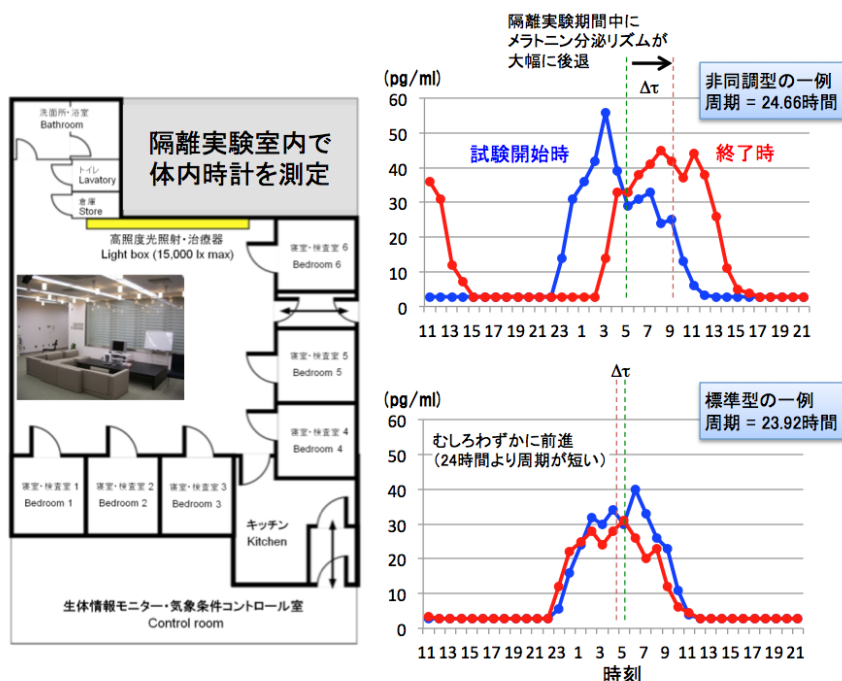 隔離実験期間中に
メラトニン分泌リズムが
大幅に後退
Δτ
非同調型の一例
周期 = 24.66時間
(pg/ml)
試験開始時
終了時
60
50
40
30
20
10
0
11 13 15 17 19 21 23 1 3 5 7 9 11 13 15 17 19 21
洗面所・浴室
Bathroom
トイレ
Lavatory
倉庫
Store
隔離実験室内で
体内時計を測定
高照度光照射・治療器
Light box (15,000 lx max)
寝室・検査室 6
Bedroom 6
寝室・検査室 5
Bedroom 5
寝室・検査室 4
Bedroom 4
寝室・検査室 1
Bedroom 1
寝室・検査室 2
Bedroom 2
寝室・検査室 3
Bedroom 3
キッチン
Kitchen
生体情報モニター・気象条件コントロール室
Control room
Δτ
標準型の一例
周期 = 23.92時間
(pg/ml)
むしろわずかに前進
(24時間より周期が短い)
60
50
40
30
20
10
0
11 13 15 17 19 21 23 1 3 5 7 9 11 13 15 17 19 21
時刻